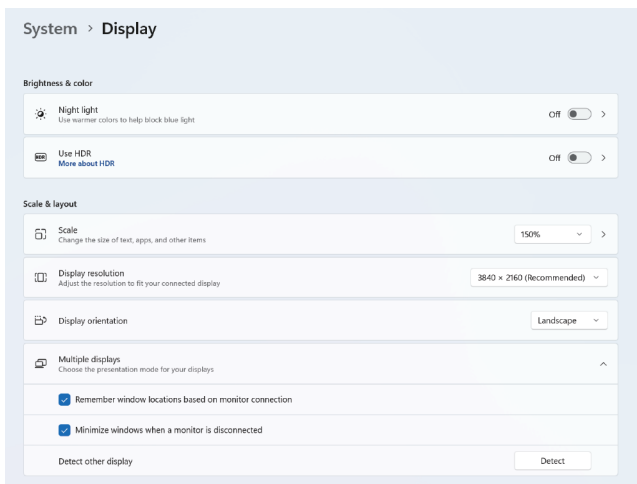 System > Display
Brightness & color
Night light
Use warmer colors to help block blue light
Off
HDR
Use HDR
More about HDR
Off
Scale & layout
Scale
Change the size of text, apps, and other items
150%
Display resolution
Adjust the resolution to fit your connected display
3840 × 2160 (Recommended)
Display orientation
Landscape
Multiple displays
Choose the presentation mode for your displays
Remember window locations based on monitor connection
Minimize windows when a monitor is disconnected
Detect other display
Detect